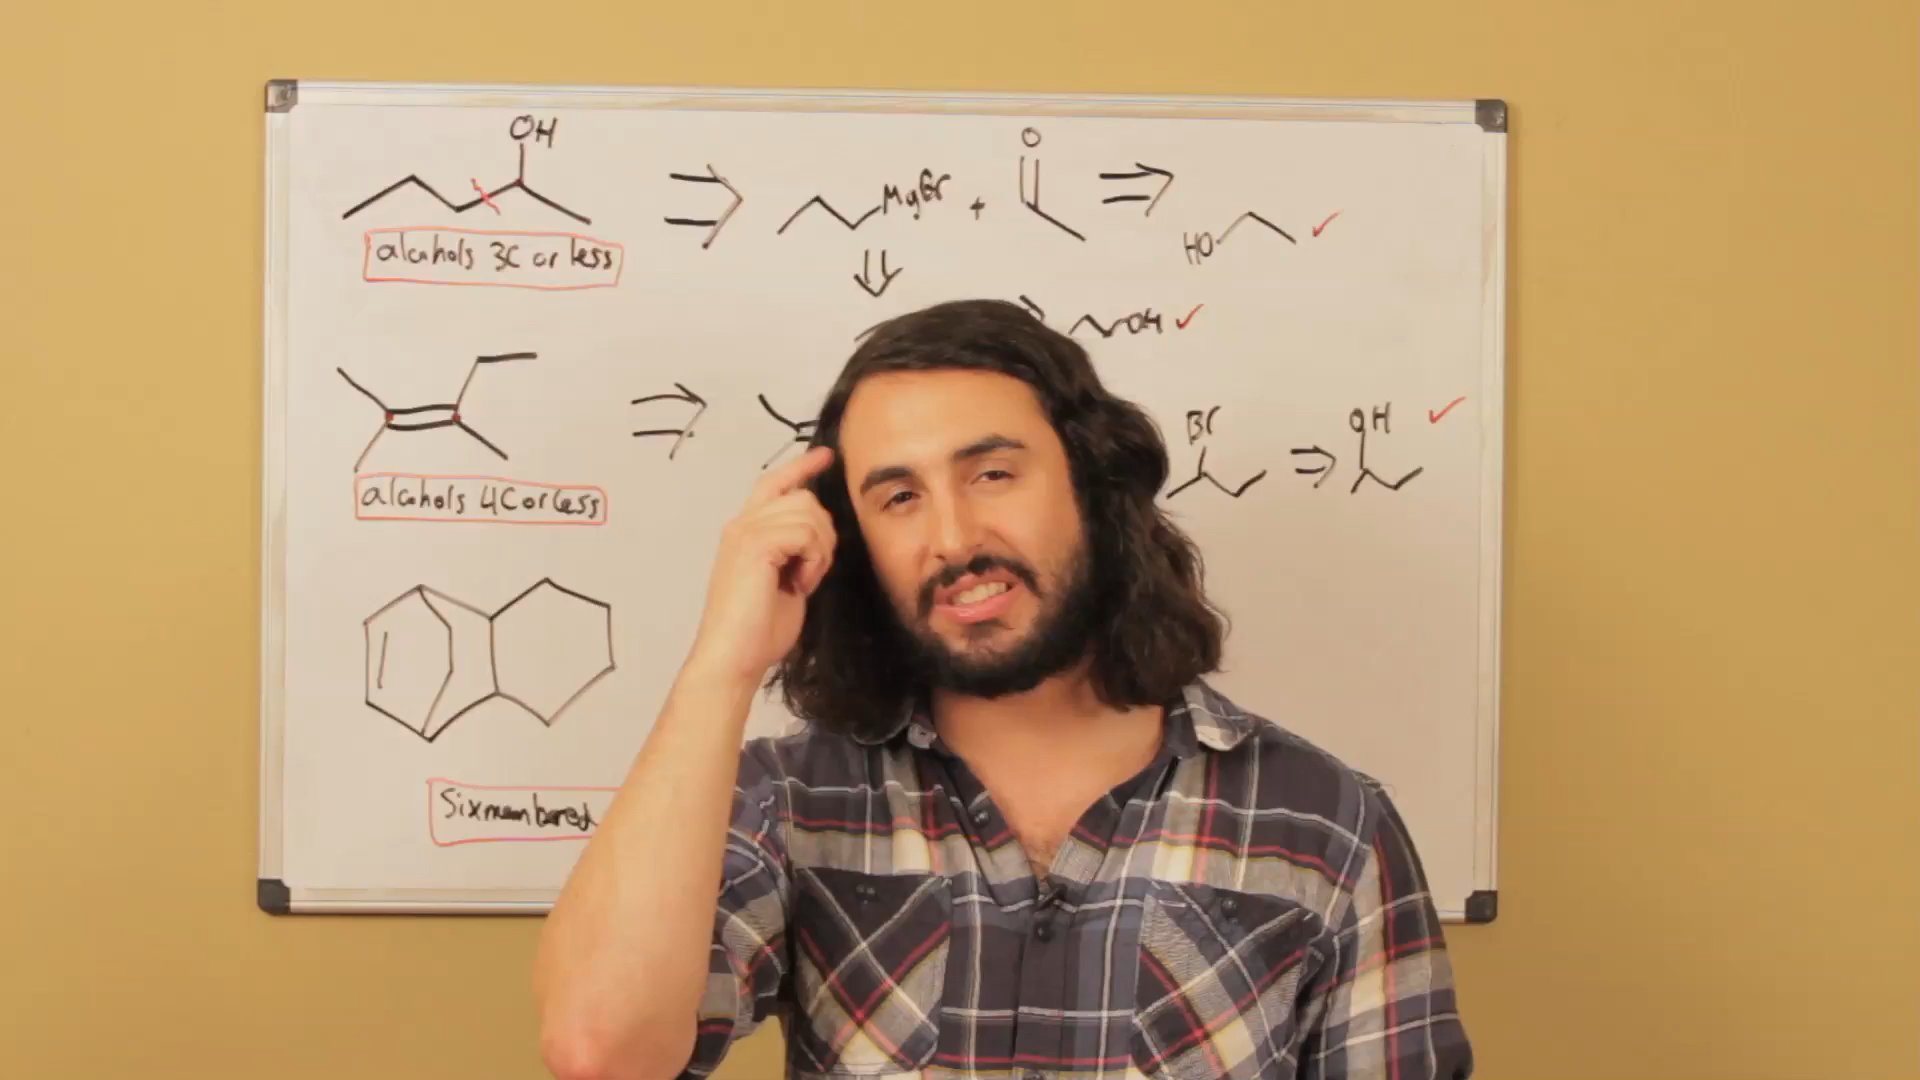 OH
MgBr + O
HO
alcohols 3C or less
OH
Br
OH
alcohols 4C or less
Sixmembered